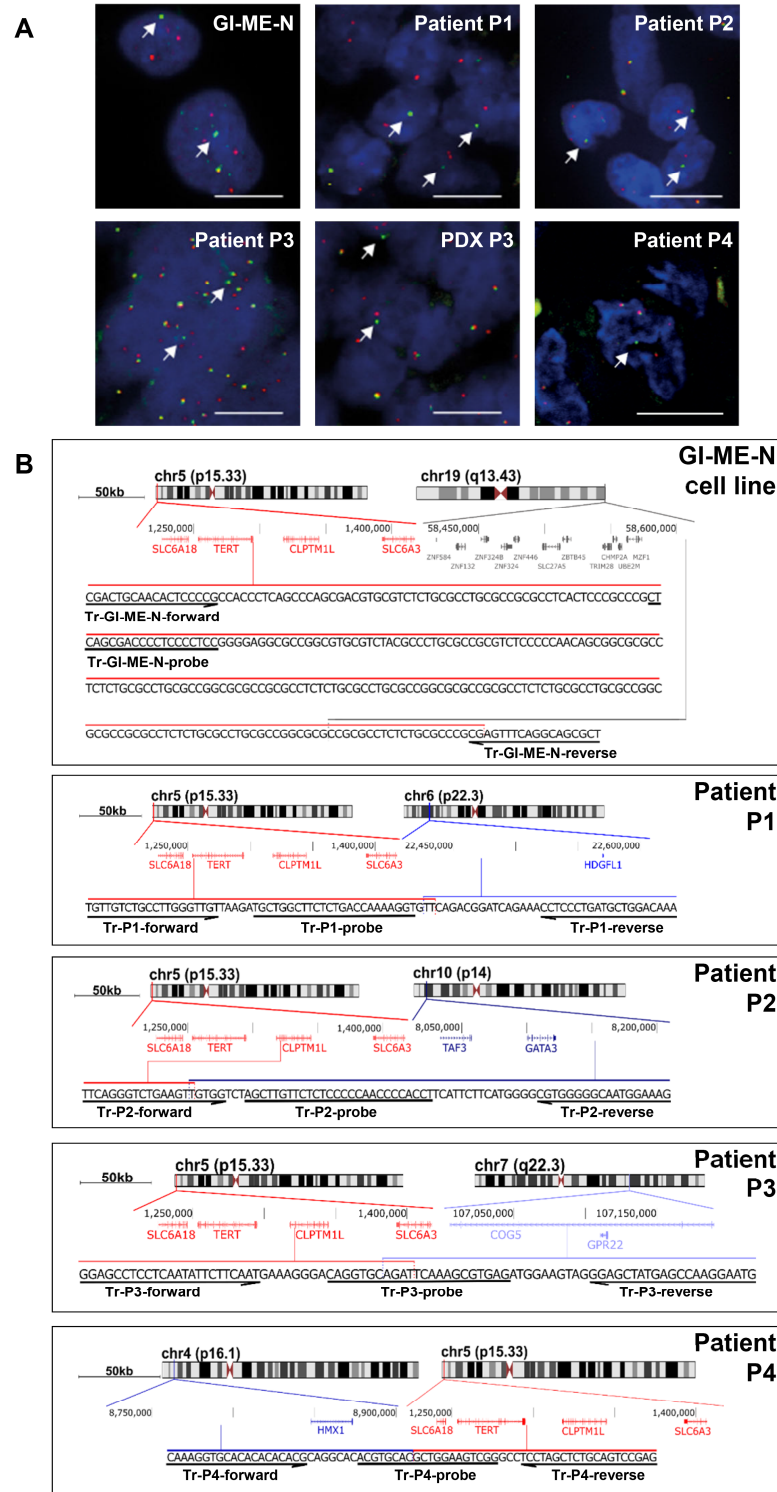 A
GI-ME-N
Patient P1
Patient P2
Patient P3
PDX P3
Patient P4
B
GI-ME-N
cell line
chr5 (p15.33)
chr19 (q13.43)
50kb
1,250,000
1,400,000
58,450,000
58,600,000
SLC6A18
TERT
CLPTM1L
SLC6A3
ZNF584
ZNF324B
ZNF446
ZBTB45
CHMP2A
MZF1
ZNF132
ZNF324
SLC27A5
TRIM28
UBE2M
CGACTGCAACACTCCCCGCCACCCTCAGCCCAGCGACGTGCGTCTCTGCGCCTGCGCCGCGCCTCACTCCCGCCCGCT
Tr-GI-ME-N-forward
CAGCGACCCCTCCCCTCCGGGGAGGCGCCGGCGTGCGTCTACGCCCTGCGCCGCGTCTCCCCCAACAGCGGCGCGCC
Tr-GI-ME-N-probe
TCTCTGCGCCTGCGCCGGCGCGCCGCGCCTCTCTGCGCCTGCGCCGGCGCGCCGCGCCTCTCTGCGCCTGCGCCGGC
GCGCCGCGCCTCTCTGCGCCTGCGCCGGCGCGCCGCGCCTCTCTGCGCCCGCGAGTTTCAGGCAGCGCT
Tr-GI-ME-N-reverse
Patient
P1
chr5 (p15.33)
chr6 (p22.3)
50kb
1,250,000
1,400,000
22,450,000
22,600,000
SLC6A18
TERT
CLPTM1L
SLC6A3
HDGFL1
TGTTGTCTGCCTTGGGTTGTTAAGATGCTGGCTTCTCTGACCAAAAGGTGTTCAGACGGATCAGAAACCTCCCTGATGCTGGACAAA
Tr-P1-forward
Tr-P1-probe
Tr-P1-reverse
Patient
P2
chr5 (p15.33)
chr10 (p14)
50kb
1,250,000
1,400,000
8,050,000
8,200,000
SLC6A18
TERT
CLPTM1L
SLC6A3
TAF3
GATA3
TTCAGGGTCTGAAGTTGTGGTCTAGCTTGTTCTCTCCCCCAACCCCACCTTCATTCTTCATGGGGCGTGGGGGCAATGGAAAG
Tr-P2-forward
Tr-P2-probe
Tr-P2-reverse
Patient
P3
chr5 (p15.33)
chr7 (q22.3)
50kb
1,250,000
1,400,000
107,050,000
107,150,000
SLC6A18
TERT
CLPTM1L
SLC6A3
COG5
GPR22
GGAGCCTCCTCAATATTCTTCAATGAAAGGGACAGGTGCAGATTCAAAGCGTGAGATGGAAGTAGGGAGCTATGAGCCAAGGAATG
Tr-P3-forward
Tr-P3-probe
Tr-P3-reverse
Patient
P4
chr4 (p16.1)
chr5 (p15.33)
50kb
8,750,000
8,900,000
1,250,000
1,400,000
HMX1
SLC6A18
TERT
CLPTM1L
SLC6A3
CAAAGGTGCACACACACACGCAGGCACACGTGCACGCTGGAAGTCGGGCCTCCTAGCTCTGCAGTCCGAG
Tr-P4-forward
Tr-P4-probe
Tr-P4-reverse